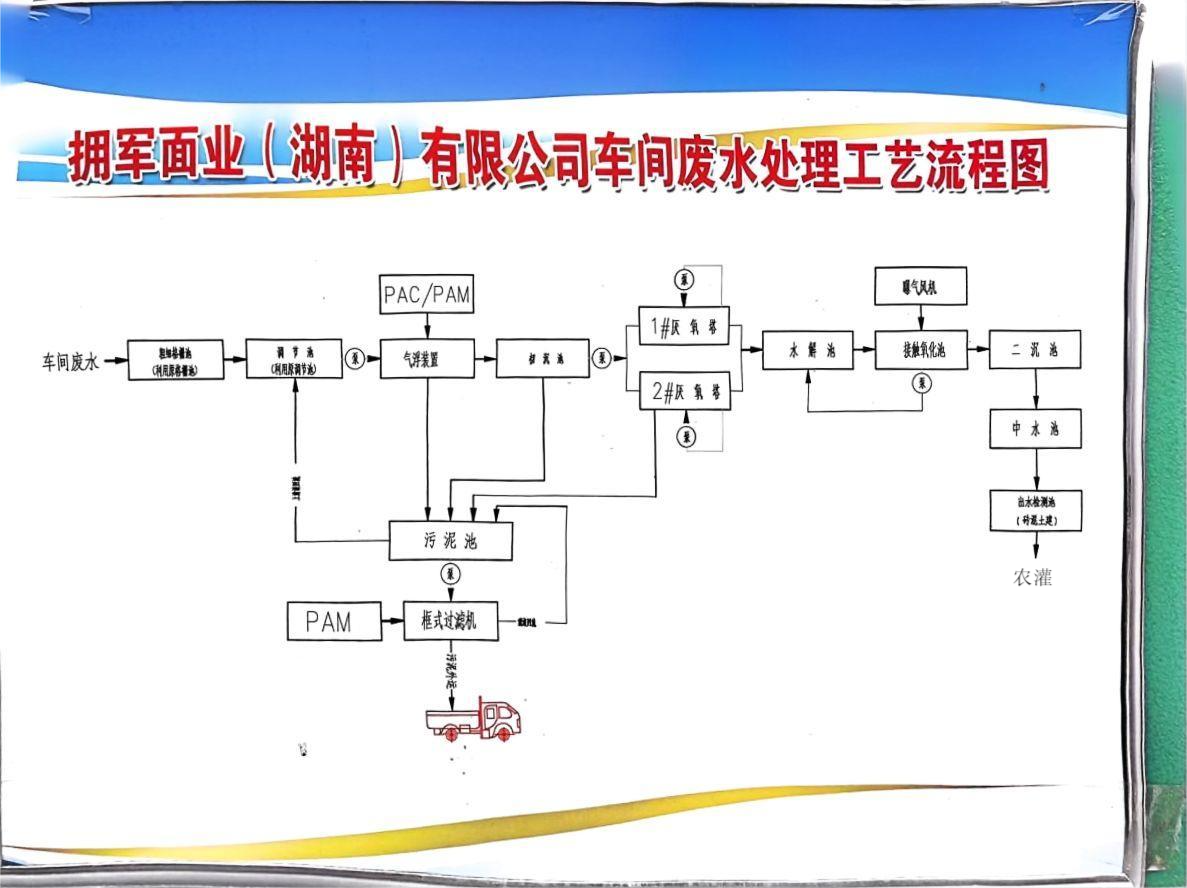 拥军面业（湖南）有限公司车间废水处理工艺流程图
PAC/PAM
泵
曝气风机
1#厌氧塔
车间废水
粗细格栅池
(利用原格栅池)
调节池
(利用原调节池)
泵
气浮装置
初沉池
泵
水解池
接触氧化池
二沉池
2#厌氧塔
泵
泵
中水池
上清液回流
出水检测池
(砖混土建)
污泥池
泵
农灌
PAM
框式过滤机
污泥外运